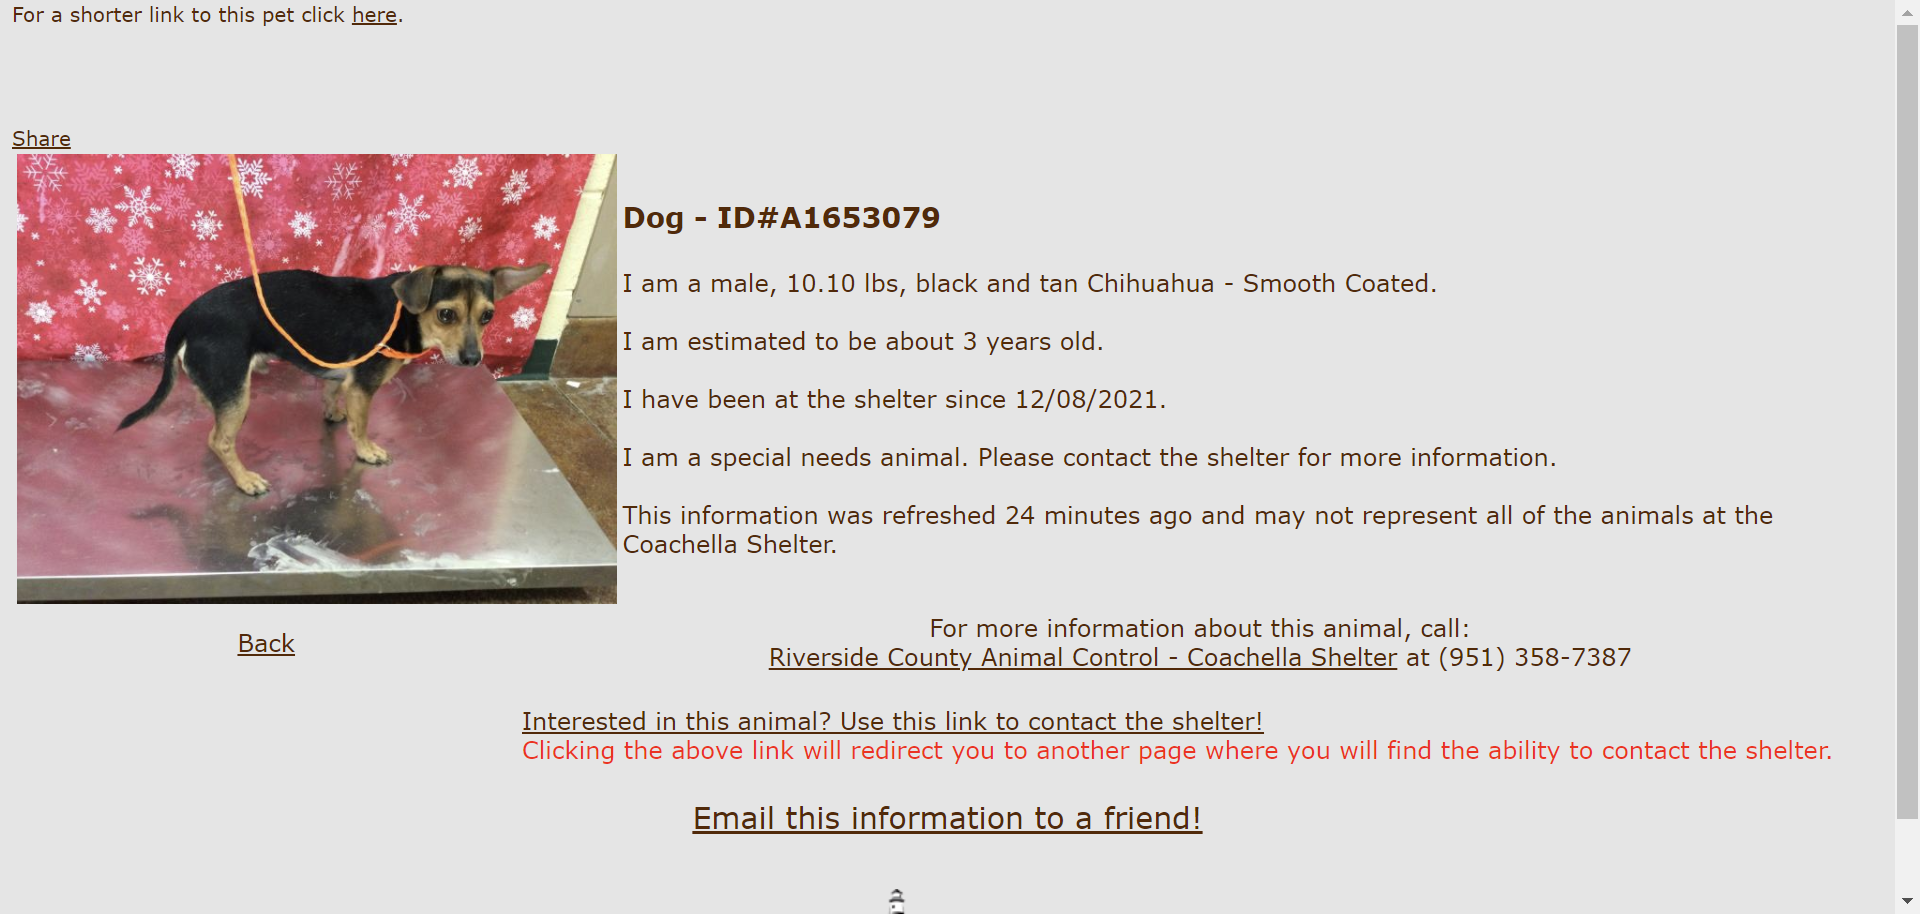 For a shorter link to this pet click here.
Share
Dog - ID#A1653079
I am a male, 10.10 lbs, black and tan Chihuahua - Smooth Coated.
I am estimated to be about 3 years old.
I have been at the shelter since 12/08/2021.
I am a special needs animal. Please contact the shelter for more information.
This information was refreshed 24 minutes ago and may not represent all of the animals at the
Coachella Shelter.
Back
For more information about this animal, call:
Riverside County Animal Control - Coachella Shelter at (951) 358-7387
Interested in this animal? Use this link to contact the shelter!
Clicking the above link will redirect you to another page where you will find the ability to contact the shelter.
Email this information to a friend!